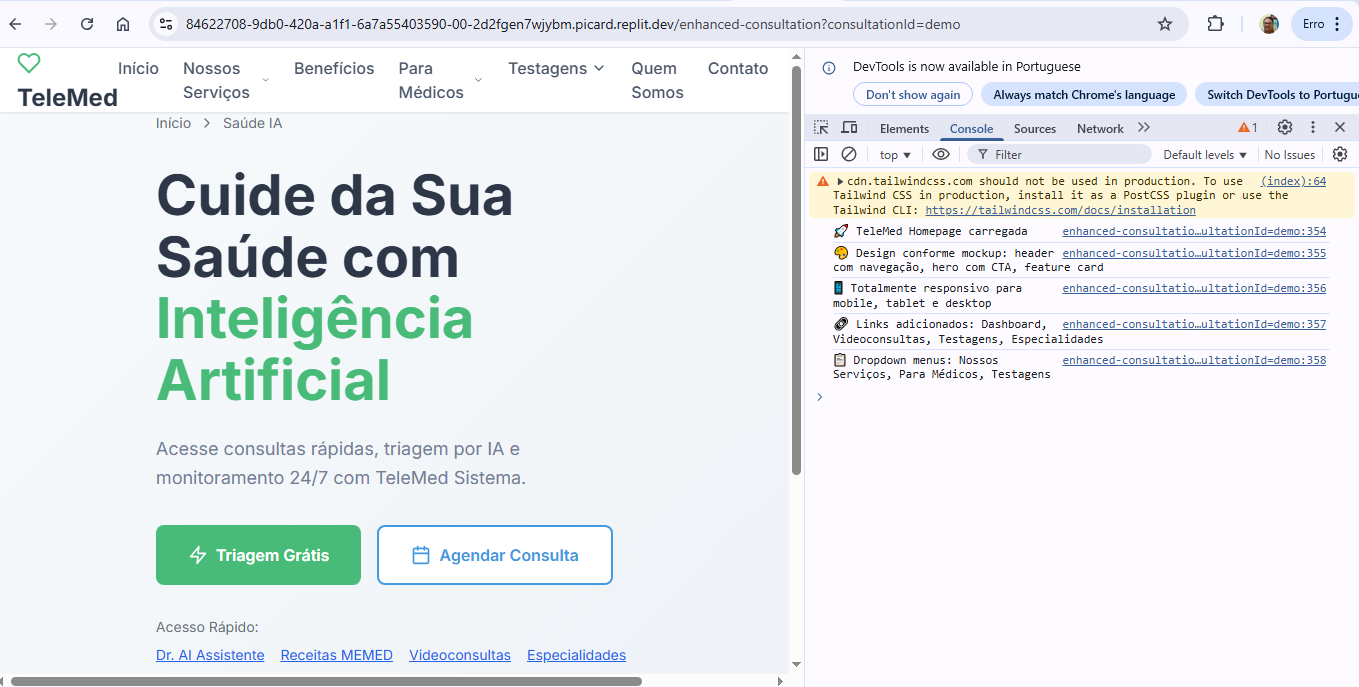 84622708-9db0-420a-a1f1-6a7a55403590-00-2d2fgen7wjybm.picard.replit.dev/enhanced-consultation?consultationId=demo
Erro
TeleMed
Início
Nossos
Serviços
Benefícios
Para
Médicos
Testagens
Quem
Somos
Contato
Início
Saúde IA
Cuide da Sua
Saúde com
Inteligência
Artificial
Acesse consultas rápidas, triagem por IA e
monitoramento 24/7 com TeleMed Sistema.
Triagem Grátis
Agendar Consulta
Acesso Rápido:
Dr. AI Assistente Receitas MEMED Videoconsultas Especialidades
DevTools is now available in Portuguese
Don't show again
Always match Chrome's language
Switch DevTools to Portugu
Elements Console Sources Network 1
top Filter Default levels No Issues
cdn.tailwindcss.com should not be used in production. To use (index):64
Tailwind CSS in production, install it as a PostCSS plugin or use the
Tailwind CLI: https://tailwindcss.com/docs/installation
🚀 TeleMed Homepage carregada enhanced-consultatio…ultationId=demo:354
🎨 Design conforme mockup: header enhanced-consultatio…ultationId=demo:355
com navegação, hero com CTA, feature card
📱 Totalmente responsivo para enhanced-consultatio…ultationId=demo:356
mobile, tablet e desktop
🔗 Links adicionados: Dashboard, enhanced-consultatio…ultationId=demo:357
Videoconsultas, Testagens, Especialidades
📋 Dropdown menus: Nossos enhanced-consultatio…ultationId=demo:358
Serviços, Para Médicos, Testagens